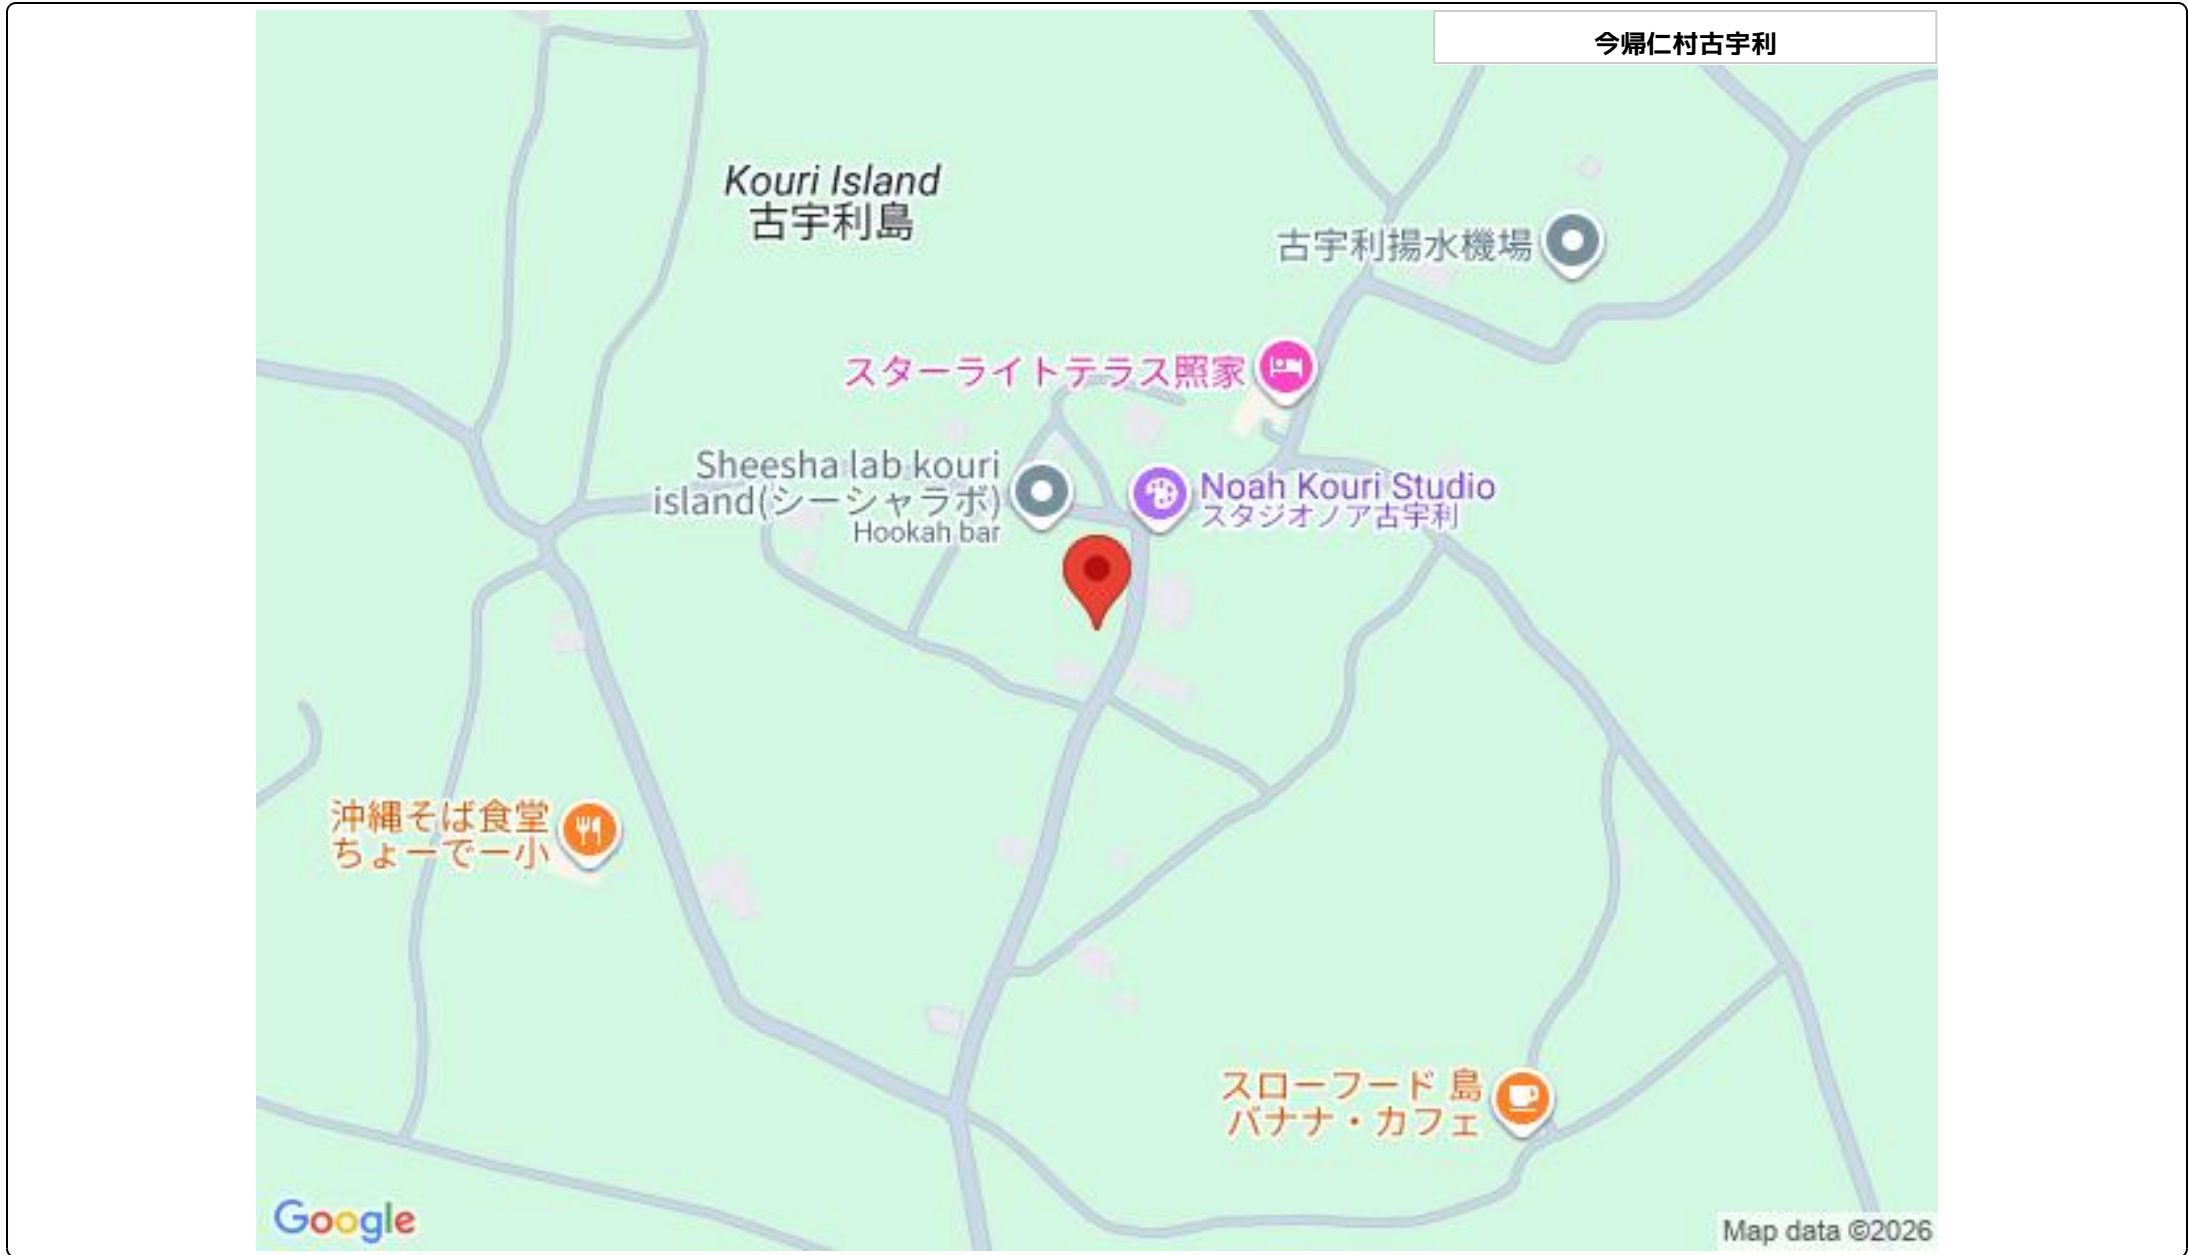 今帰仁村古宇利
Kouri Island
古宇利島
古宇利揚水機場
スターライトテラス照家
Sheesha lab kouri
island(シーシャラボ)
Hookah bar
Noah Kouri Studio
スタジオノア古宇利
沖縄そば食堂
ちょーでー小
スローフード 島
バナナ・カフェ
Google
Map data ©2026